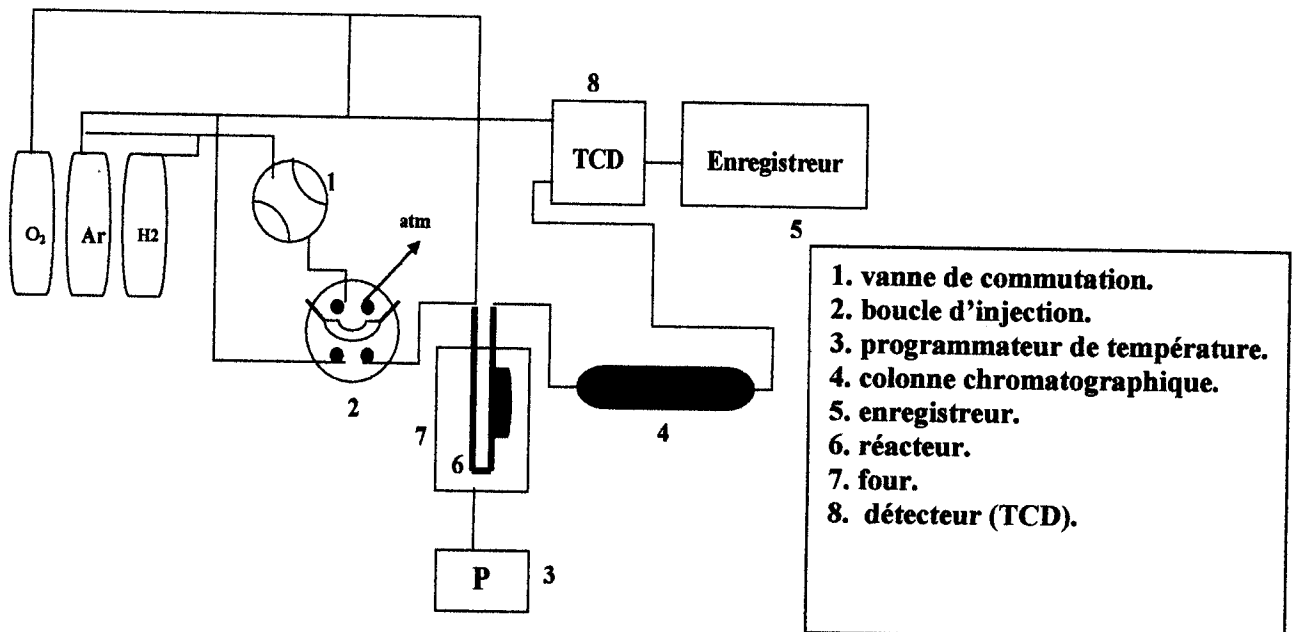 8
TCD
Enregistreur
5
O₂
Ar
H2
1
atm
2
7
6
4
P
3
1. vanne de commutation.
2. boucle d'injection.
3. programmateur de température.
4. colonne chromatographique.
5. enregistreur.
6. réacteur.
7. four.
8. détecteur (TCD).